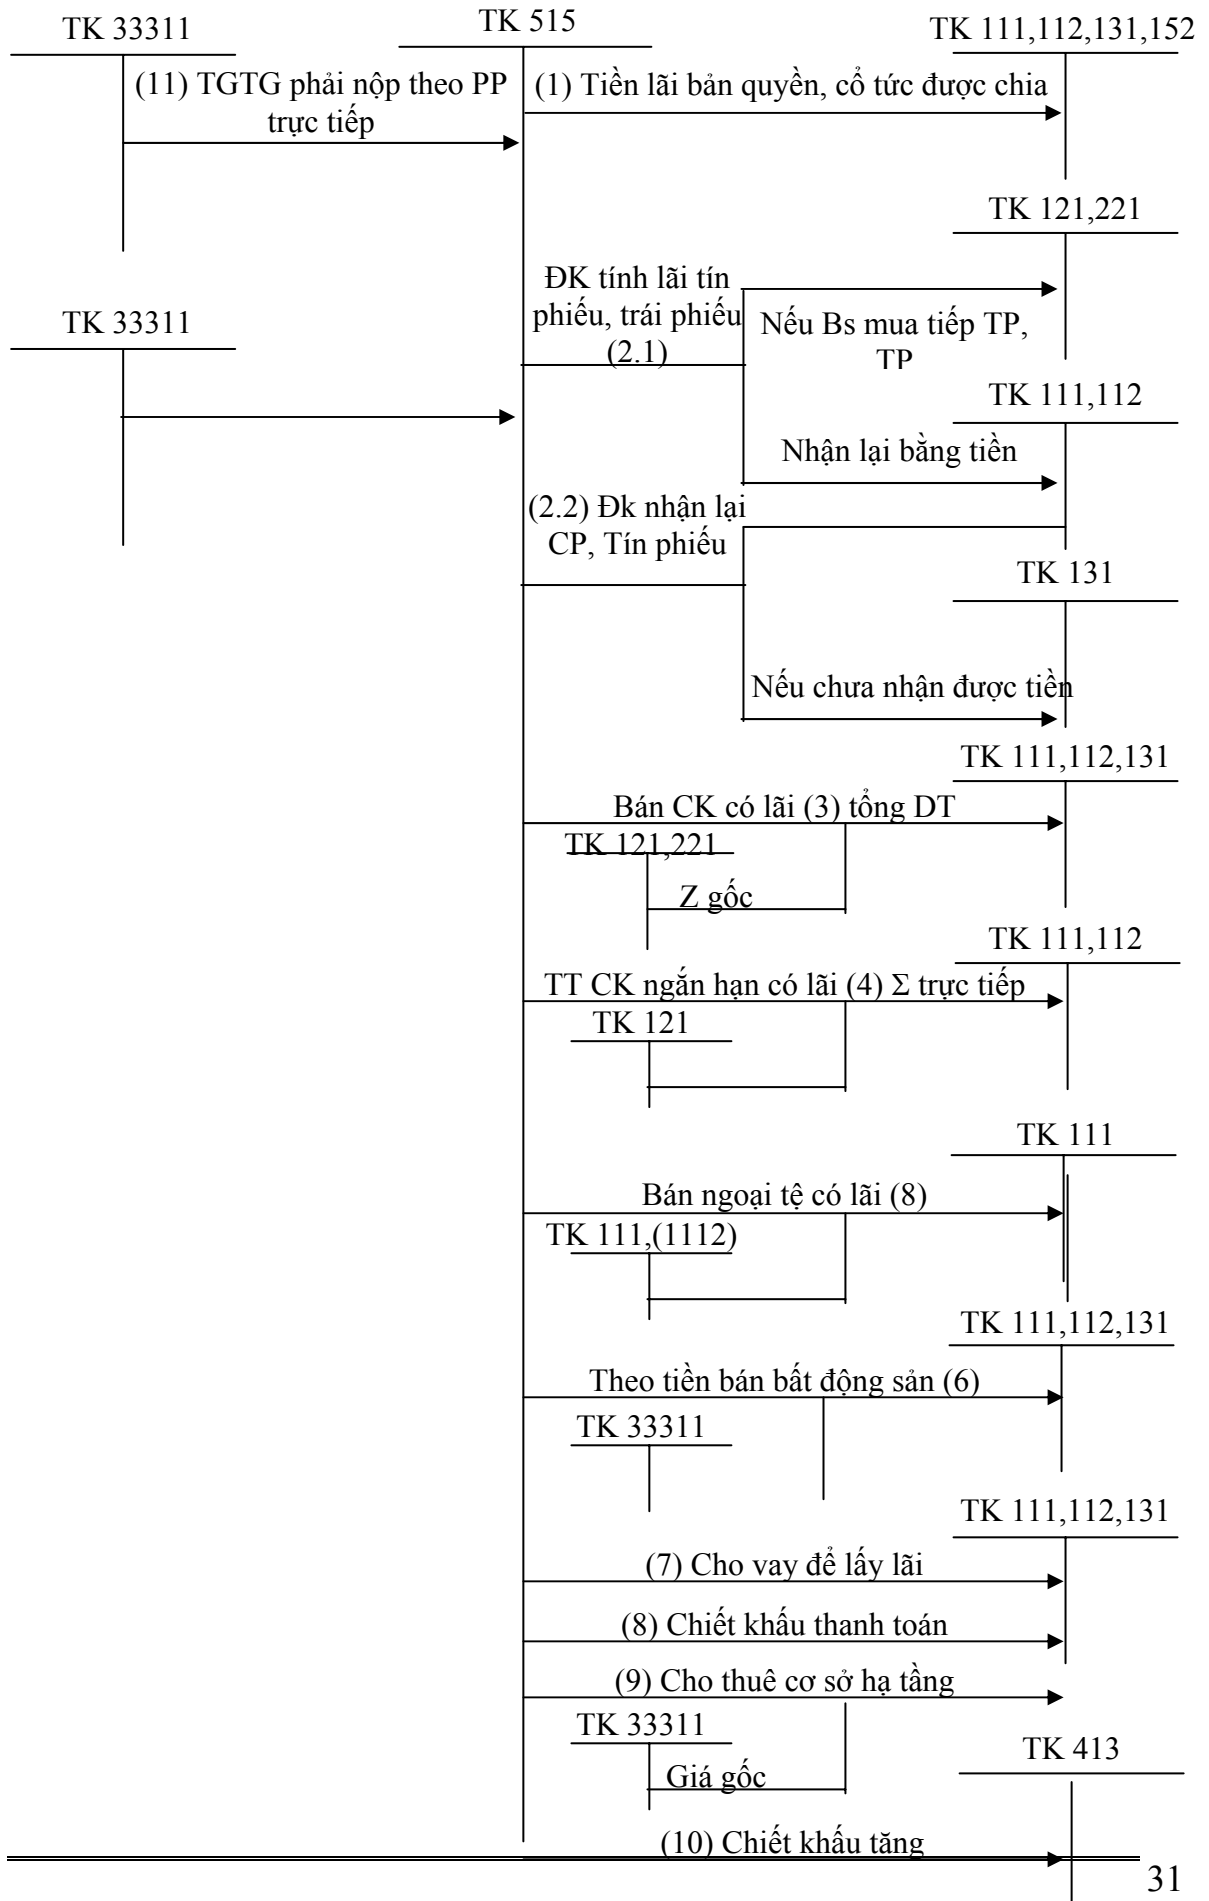 TK 33311
TK 515
TK 111,112,131,152
(11) TGTG phải nộp theo PP
trực tiếp
(1) Tiền lãi bản quyền, cổ tức được chia
TK 121,221
ĐK tính lãi tín
phiếu, trái phiếu
(2.1)
Nếu Bs mua tiếp TP,
TP
TK 33311
TK 111,112
Nhận lại bằng tiền
(2.2) Đk nhận lại
CP, Tín phiếu
TK 131
Nếu chưa nhận được tiền
TK 111,112,131
Bán CK có lãi (3) tổng DT
TK 121,221
Z gốc
TK 111,112
TT CK ngắn hạn có lãi (4) Σ trực tiếp
TK 121
TK 111
Bán ngoại tệ có lãi (8)
TK 111,(1112)
TK 111,112,131
Theo tiền bán bất động sản (6)
TK 33311
TK 111,112,131
(7) Cho vay để lấy lãi
(8) Chiết khấu thanh toán
(9) Cho thuê cơ sở hạ tầng
TK 33311
Giá gốc
TK 413
(10) Chiết khấu tăng
31